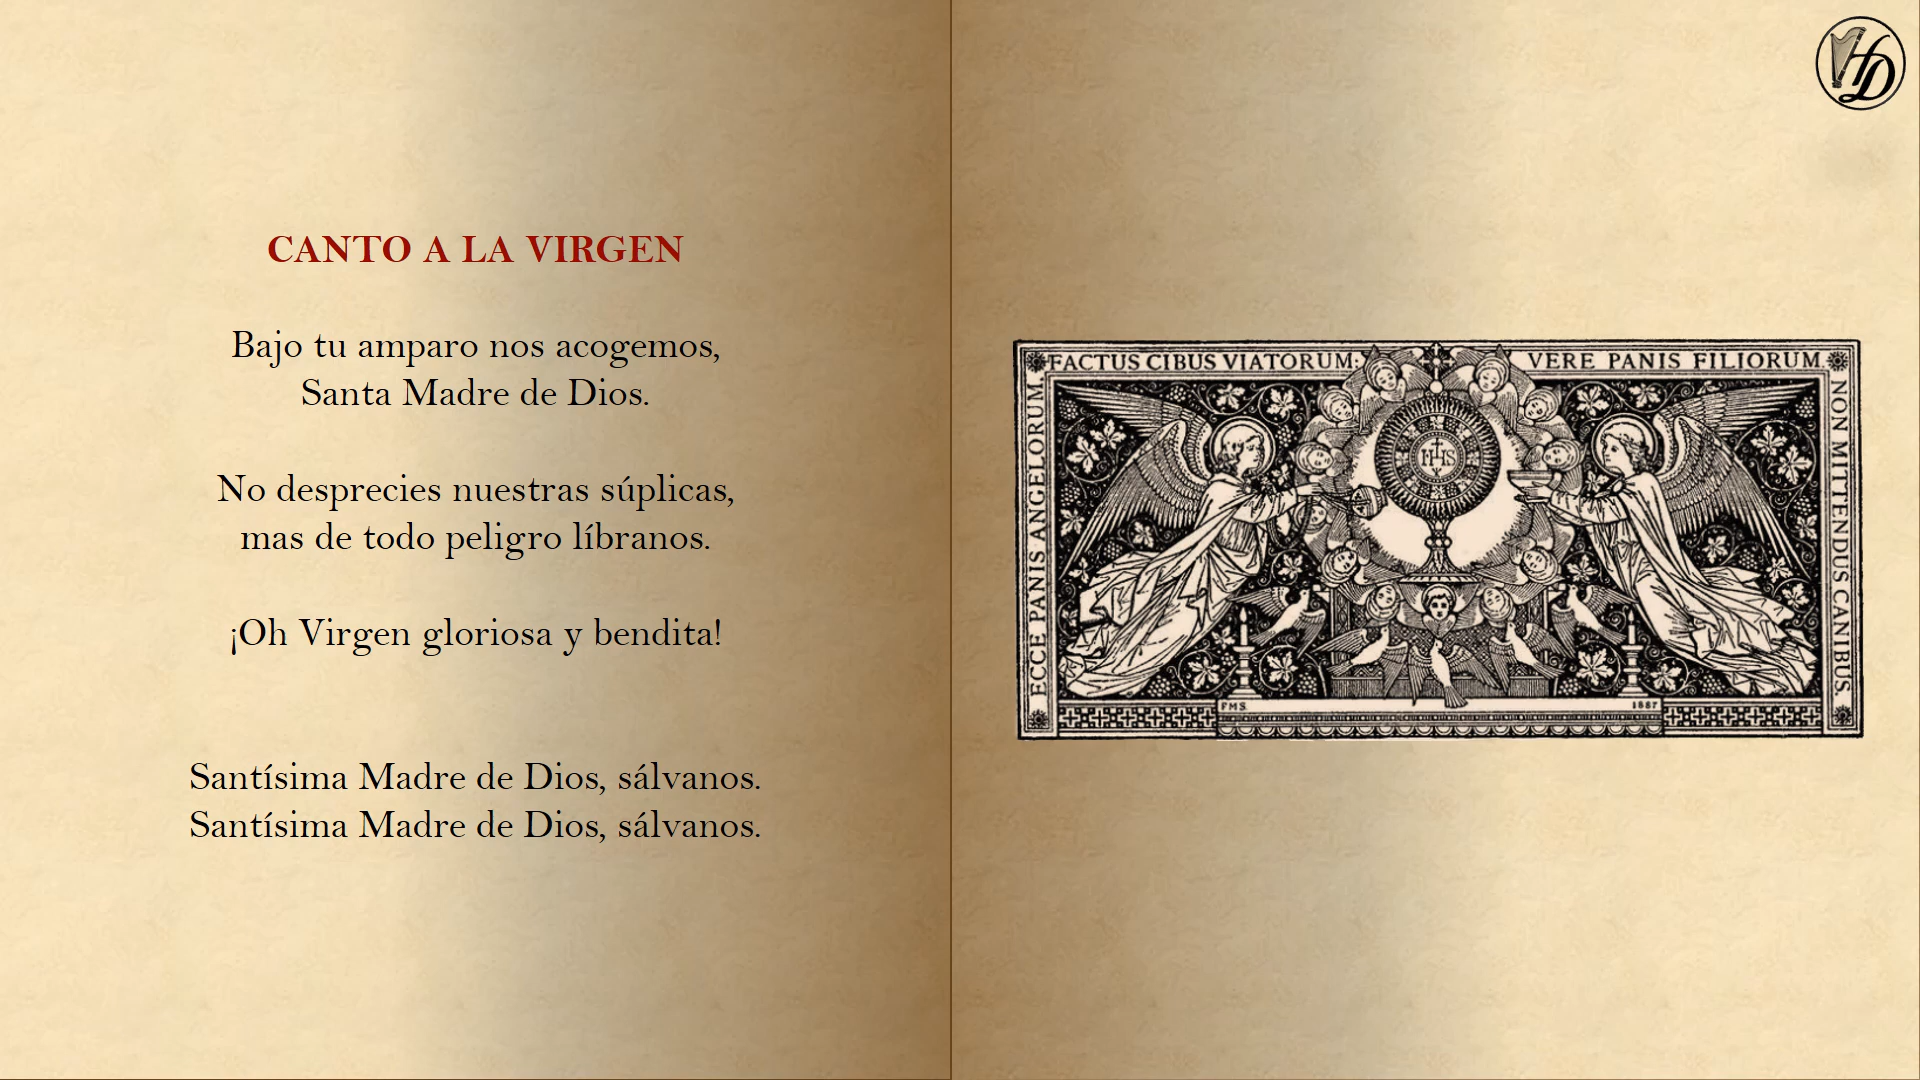 CANTO A LA VIRGEN
Bajo tu amparo nos acogemos,
Santa Madre de Dios.
No desprecies nuestras súplicas,
mas de todo peligro líbranos.
¡Oh Virgen gloriosa y bendita!
Santísima Madre de Dios, sálvanos.
Santísima Madre de Dios, sálvanos.
HD
ECCE PANIS ANGELORUM
FACTUS CIBUS VIATORUM:
VERE PANIS FILIORUM
NON MITTENDUS CANIBUS
IHS
FMS.
1887